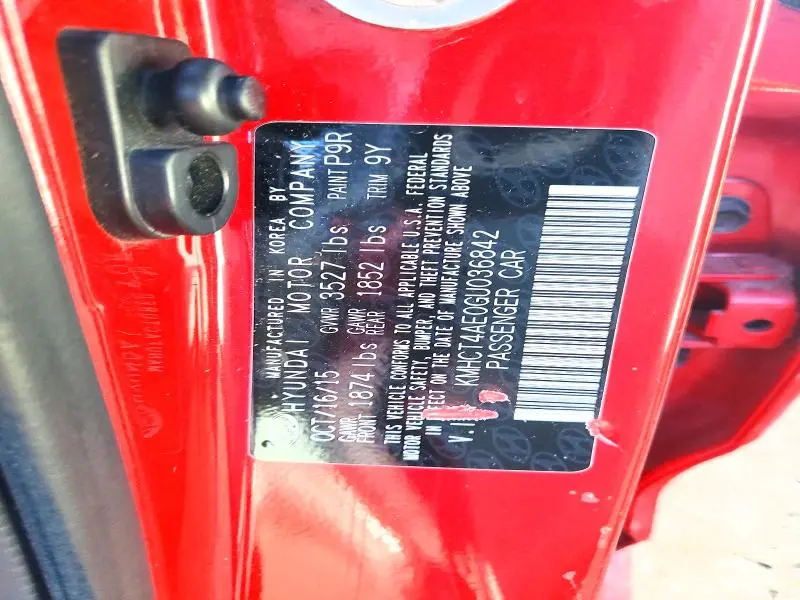 MANUFACTURED IN KOREA BY
HYUNDAI MOTOR COMPANY
OCT/16/15 GVWR 3527 lbs PAINT P9R
GAWR FRONT 1874 lbs GAWR REAR 1852 lbs TRIM 9Y
THIS VEHICLE CONFORMS TO ALL APPLICABLE U.S.A. FEDERAL
MOTOR VEHICLE SAFETY, BUMPER, AND THEFT PREVENTION STANDARDS
IN EFFECT ON THE DATE OF MANUFACTURE SHOWN ABOVE
KMHCT4AE0GU036842
PASSENGER CAR